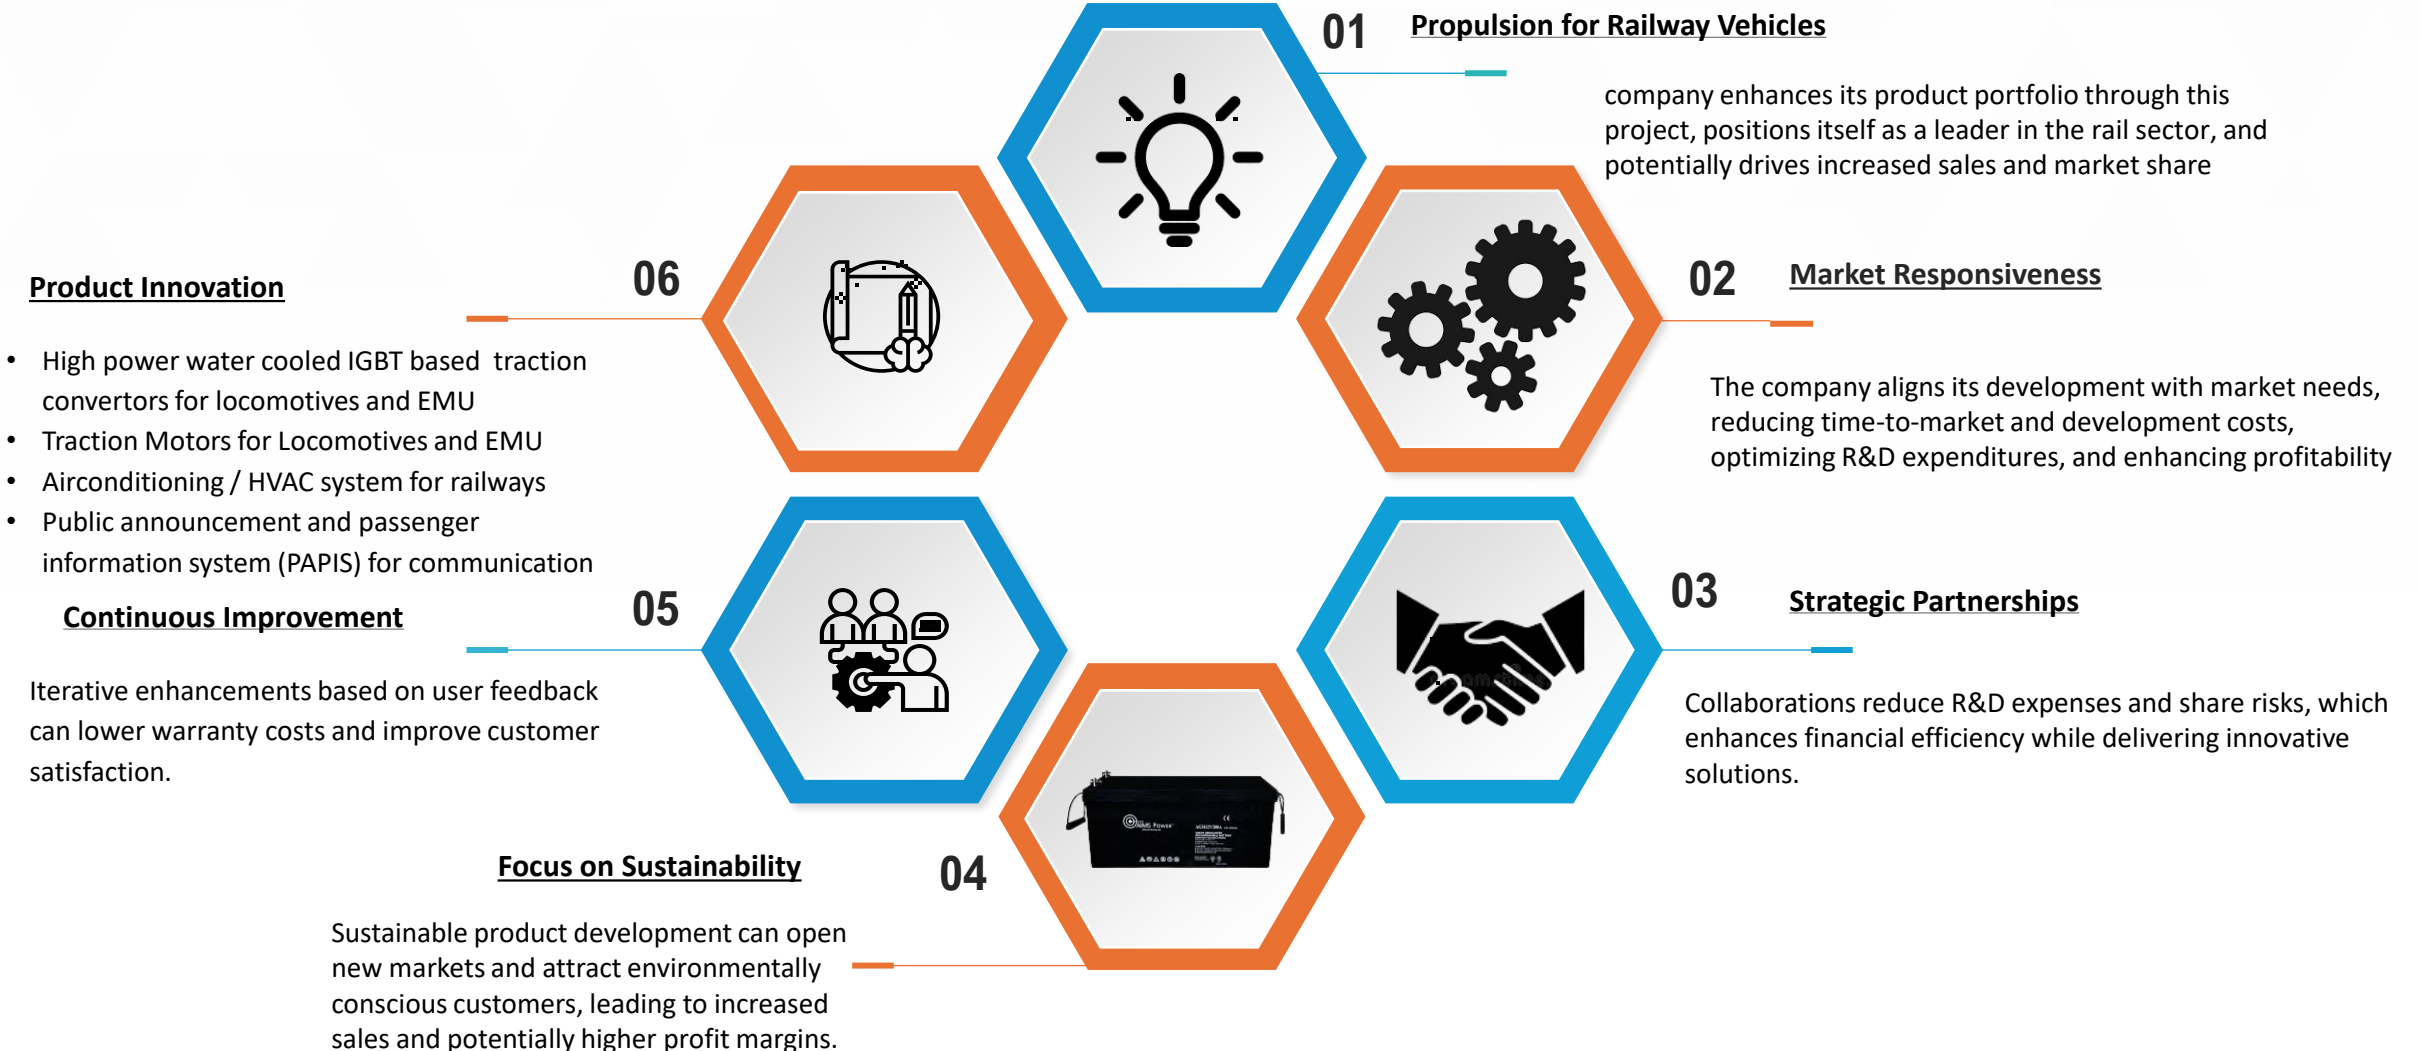 01
Propulsion for Railway Vehicles
company enhances its product portfolio through this
project, positions itself as a leader in the rail sector, and
potentially drives increased sales and market share
02
Market Responsiveness
The company aligns its development with market needs,
reducing time-to-market and development costs,
optimizing R&D expenditures, and enhancing profitability
03
Strategic Partnerships
Collaborations reduce R&D expenses and share risks, which
enhances financial efficiency while delivering innovative
solutions.
04
Focus on Sustainability
Sustainable product development can open
new markets and attract environmentally
conscious customers, leading to increased
sales and potentially higher profit margins.
AIMS POWER
05
Continuous Improvement
Iterative enhancements based on user feedback
can lower warranty costs and improve customer
satisfaction.
06
Product Innovation
• High power water cooled IGBT based traction
convertors for locomotives and EMU
• Traction Motors for Locomotives and EMU
• Airconditioning / HVAC system for railways
• Public announcement and passenger
information system (PAPIS) for communication